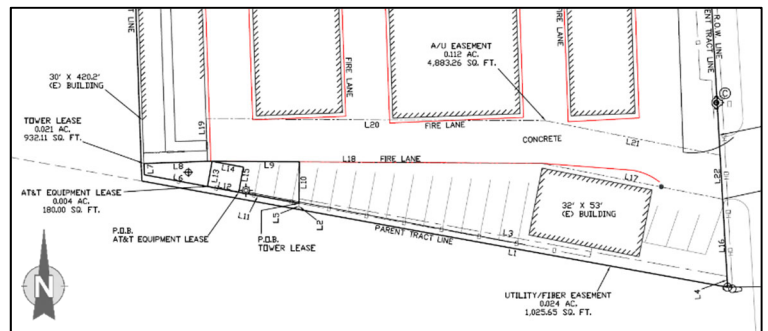 T LINE
30' X 420.2'
(E) BUILDING
TOWER LEASE
0.021 AC.
932.11 SQ. FT.
L19
FIRE LANE
A/U EASEMENT
0.112 AC.
4,883.26 SQ. FT.
FIRE LANE
R.O.W. LINE
ENT TRACT LINE
L20
FIRE LANE
CONCRETE
L21
L7
L8
L6
L13
L14
L12
L15
L9
L10
L18
FIRE LANE
L17
L22
AT&T EQUIPMENT LEASE
0.004 AC.
180.00 SQ. FT.
L11
L5
L2
32' X 53'
(E) BUILDING
P.O.B.
AT&T EQUIPMENT LEASE
P.O.B.
TOWER LEASE
PARENT TRACT LINE
L3
L1
L16
L4
UTILITY/FIBER EASEMENT
0.024 AC.
1,025.65 SQ. FT.
N
C